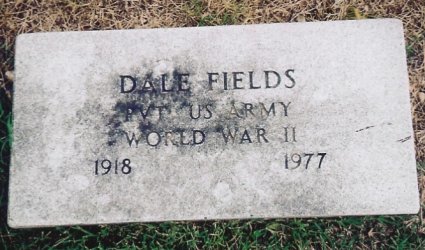 DALE FIELDS
PVT US ARMY
WORLD WAR II
1918 1977